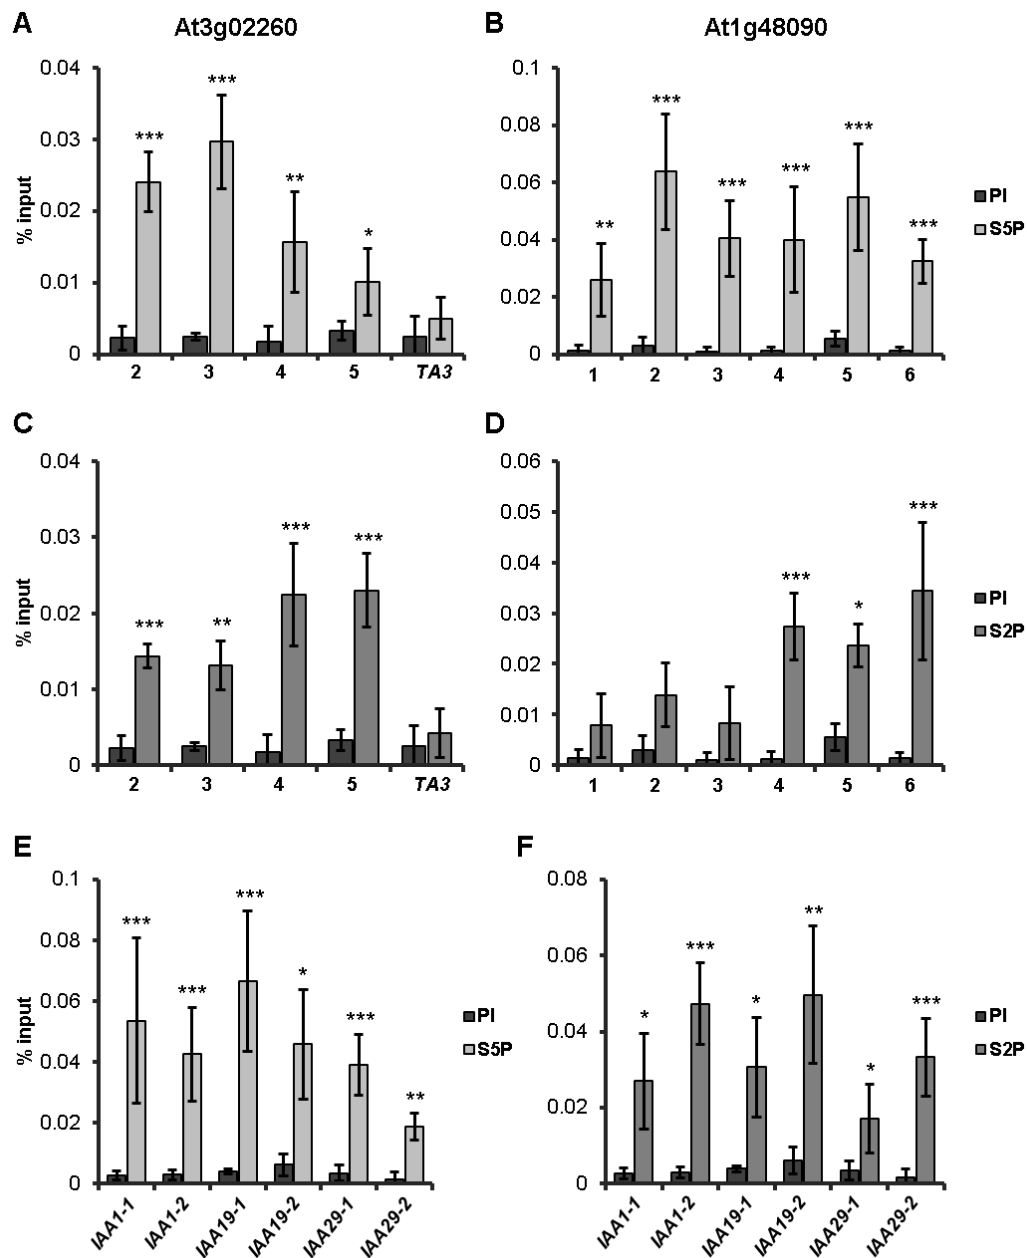 A At3g02260
0.04
0.03
0.02
0.01
0
% input
*** *** ** *
2 3 4 5 TA3
B At1g48090
0.1
0.08
0.06
0.04
0.02
0
** *** *** *** *** ***
1 2 3 4 5 6
PI
S5P
C
0.04
0.03
0.02
0.01
0
% input
*** ** *** ***
2 3 4 5 TA3
D
0.06
0.05
0.04
0.03
0.02
0.01
0
*** * ***
1 2 3 4 5 6
PI
S2P
E
0.1
0.08
0.06
0.04
0.02
0
% input
*** *** *** * *** **
IAA1-1 IAA1-2 IAA19-1 IAA19-2 IAA29-1 IAA29-2
PI
S5P
F
0.08
0.06
0.04
0.02
0
* *** * ** * ***
IAA1-1 IAA1-2 IAA19-1 IAA19-2 IAA29-1 IAA29-2
PI
S2P